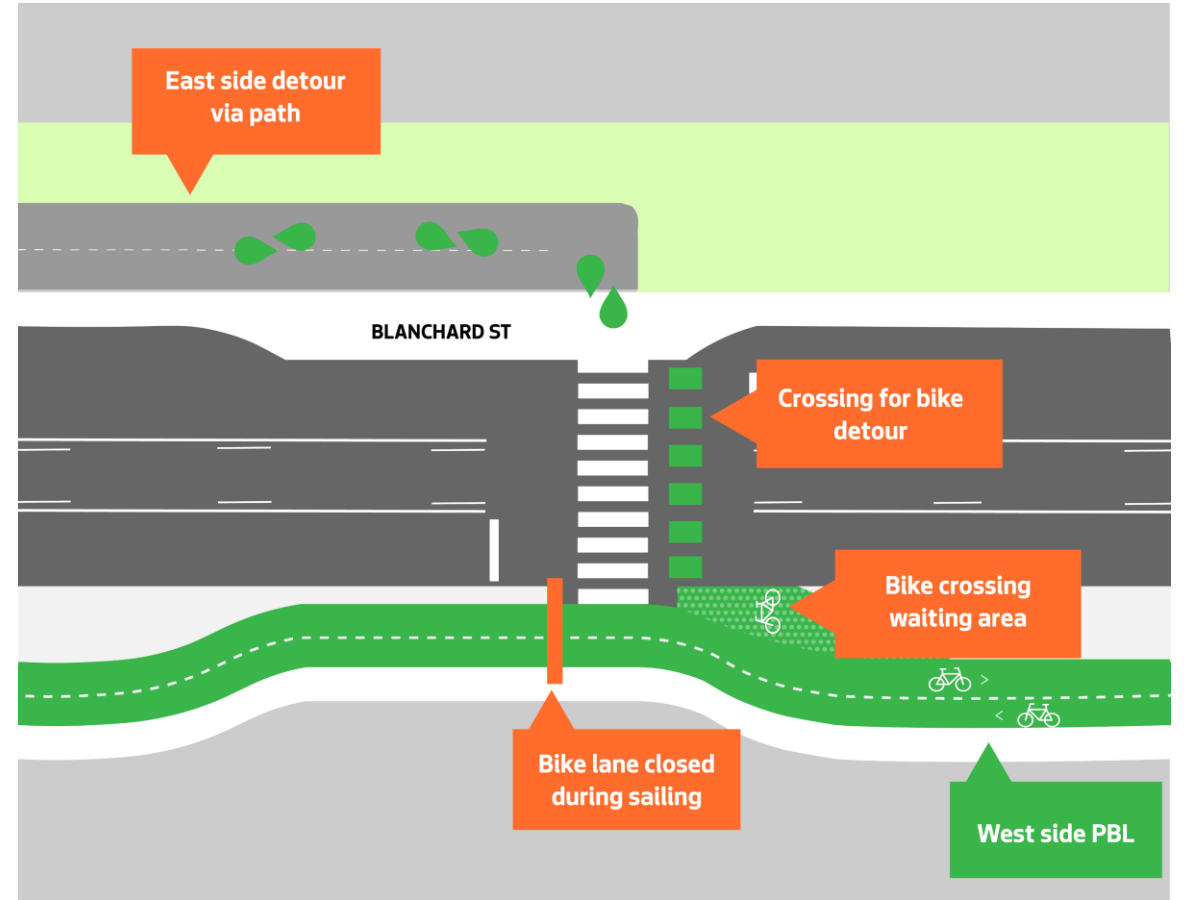 East side detour
via path
BLANCHARD ST
Crossing for bike
detour
Bike crossing
waiting area
Bike lane closed
during sailing
West side PBL